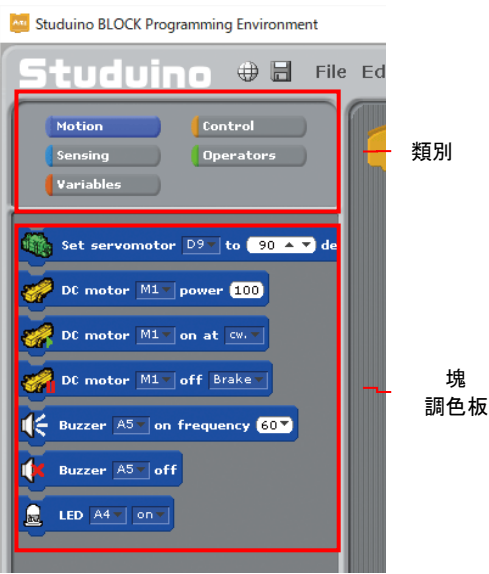 Studuino BLOCK Programming Environment
Studuino File Ed
Motion Control
Sensing Operators
Variables
類別
Set servomotor D9 to 90 de
DC motor M1 power 100
DC motor M1 on at cw.
DC motor M1 off Brake
Buzzer A5 on frequency 60
Buzzer A5 off
LED A4 on
塊
調色板